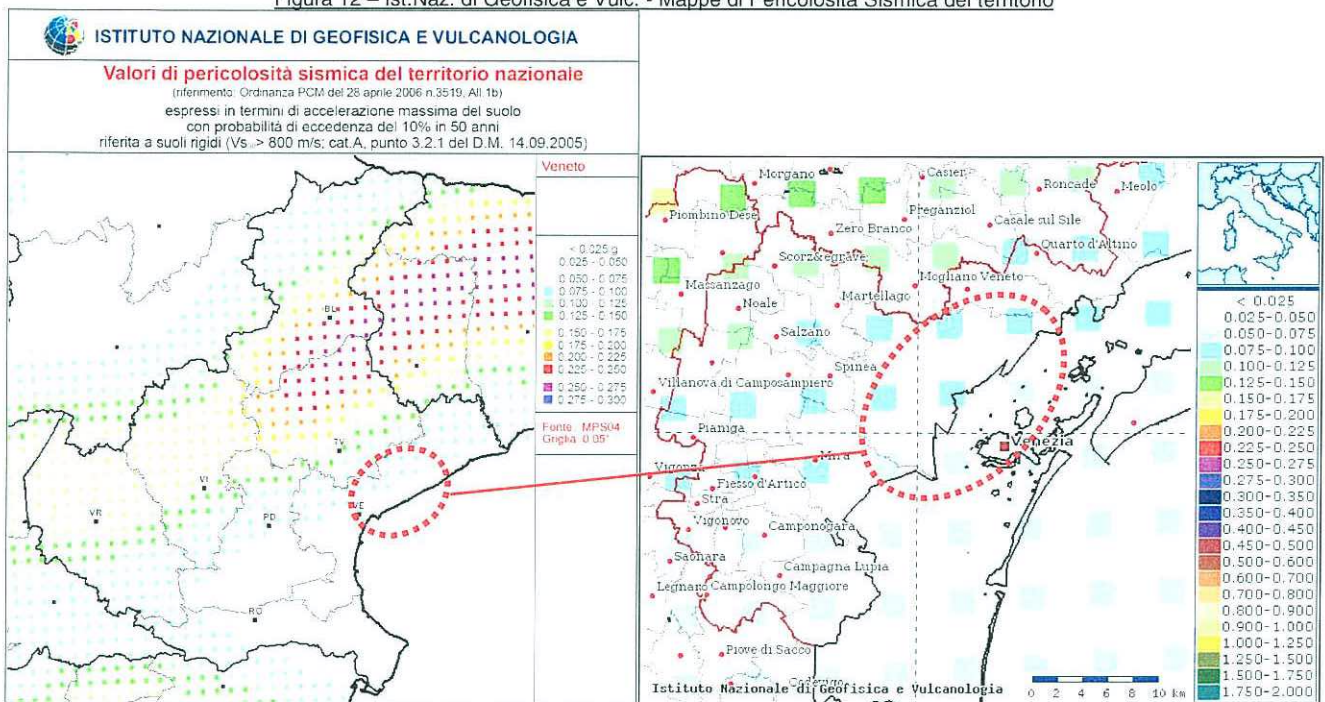 Figura 12 – Ist.Naz. di Geofisica e Vulc. - Mappe di Pericolosità Sismica del territorio
ISTITUTO NAZIONALE DI GEOFISICA E VULCANOLOGIA
Valori di pericolosità sismica del territorio nazionale
(riferimento: Ordinanza PCM del 28 aprile 2006 n.3519, All.1b)
espressi in termini di accelerazione massima del suolo
con probabilità di eccedenza del 10% in 50 anni
riferita a suoli rigidi (Vs > 800 m/s; cat.A, punto 3.2.1 del D.M. 14.09.2005)
Veneto
< 0.025 g
0.025 - 0.050
0.050 - 0.075
0.075 - 0.100
0.100 - 0.125
0.125 - 0.150
0.150 - 0.175
0.175 - 0.200
0.200 - 0.225
0.225 - 0.250
0.250 - 0.275
0.275 - 0.300
Fonte: MPS04
Griglia 0.05°
BL
TV
VI
VR
PD
VE
RO
Morgano
Casier
Roncade
Meolo
Piombino Dese
Preganziol
Zero Branco
Casale sul Sile
Quarto d'Altino
Scorz&egrave;
Mogliano Veneto
Massanzago
Noale
Martellago
Salzano
Spinea
Villanova di Camposampiero
Pianiga
Venezia
Mira
Vigonza
Fiesso d'Artico
Stra
Vigonovo
Camponogara
Saonara
Campagna Lupia
Legnaro
Campolongo Maggiore
Piove di Sacco
Codevigo
Istituto Nazionale di Geofisica e Vulcanologia
0 2 4 6 8 10 km
< 0.025
0.025-0.050
0.050-0.075
0.075-0.100
0.100-0.125
0.125-0.150
0.150-0.175
0.175-0.200
0.200-0.225
0.225-0.250
0.250-0.275
0.275-0.300
0.300-0.350
0.350-0.400
0.400-0.450
0.450-0.500
0.500-0.600
0.600-0.700
0.700-0.800
0.800-0.900
0.900-1.000
1.000-1.250
1.250-1.500
1.500-1.750
1.750-2.000